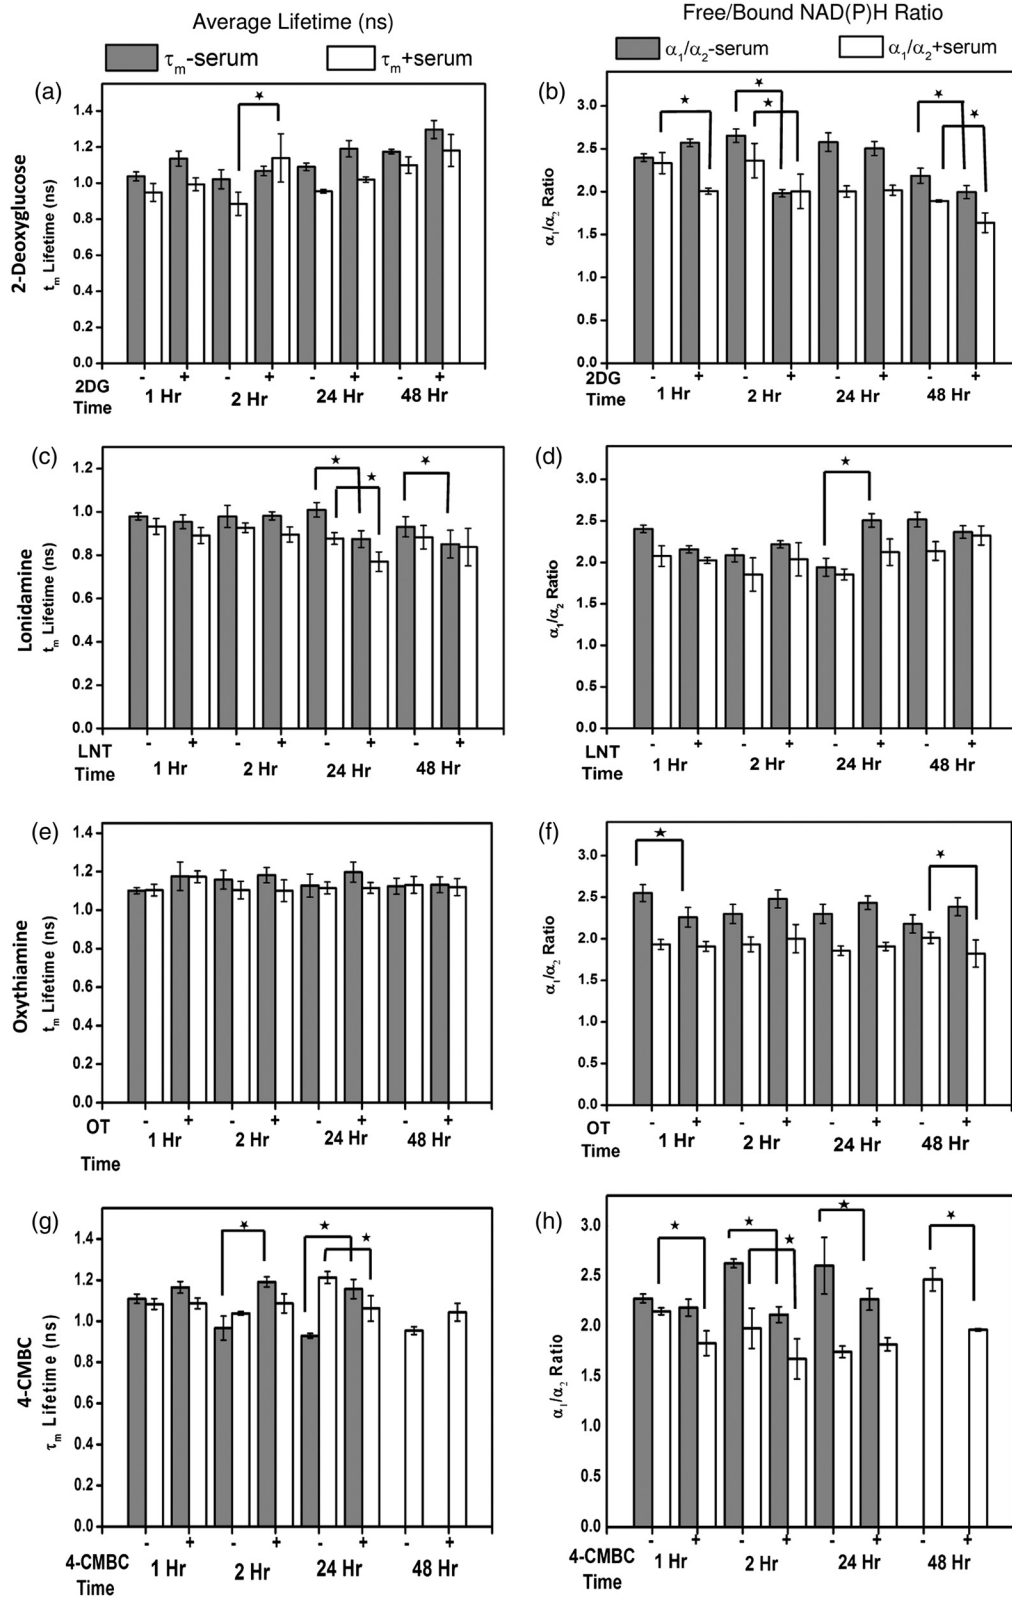 Average Lifetime (ns)
Free/Bound NAD(P)H Ratio
τm-serum
τm+serum
α1/α2-serum
α1/α2+serum
(a)
2-Deoxyglucose
tm Lifetime (ns)
1.4
1.2
1.0
0.8
0.6
0.4
0.2
0.0
2DG - + - + - + - +
Time 1 Hr 2 Hr 24 Hr 48 Hr
(b)
α1/α2 Ratio
3.0
2.5
2.0
1.5
1.0
0.5
0.0
2DG - + - + - + - +
Time 1 Hr 2 Hr 24 Hr 48 Hr
(c)
Lonidamine
tm Lifetime (ns)
1.2
1.0
0.8
0.6
0.4
0.2
0.0
LNT - + - + - + - +
Time 1 Hr 2 Hr 24 Hr 48 Hr
(d)
α1/α2 Ratio
3.0
2.5
2.0
1.5
1.0
0.5
0.0
LNT - + - + - + - +
Time 1 Hr 2 Hr 24 Hr 48 Hr
(e)
Oxythiamine
tm Lifetime (ns)
1.4
1.2
1.0
0.8
0.6
0.4
0.2
0.0
OT - + - + - + - +
1 Hr 2 Hr 24 Hr 48 Hr
Time
(f)
α1/α2 Ratio
3.0
2.5
2.0
1.5
1.0
0.5
0.0
OT - + - + - + - +
1 Hr 2 Hr 24 Hr 48 Hr
Time
(g)
4-CMBC
τm Lifetime (ns)
1.4
1.2
1.0
0.8
0.6
0.4
0.2
0.0
- + - + - + - +
4-CMBC 1 Hr 2 Hr 24 Hr 48 Hr
Time
(h)
α1/α2 Ratio
3.0
2.5
2.0
1.5
1.0
0.5
0.0
- + - + - + - +
4-CMBC 1 Hr 2 Hr 24 Hr 48 Hr
Time